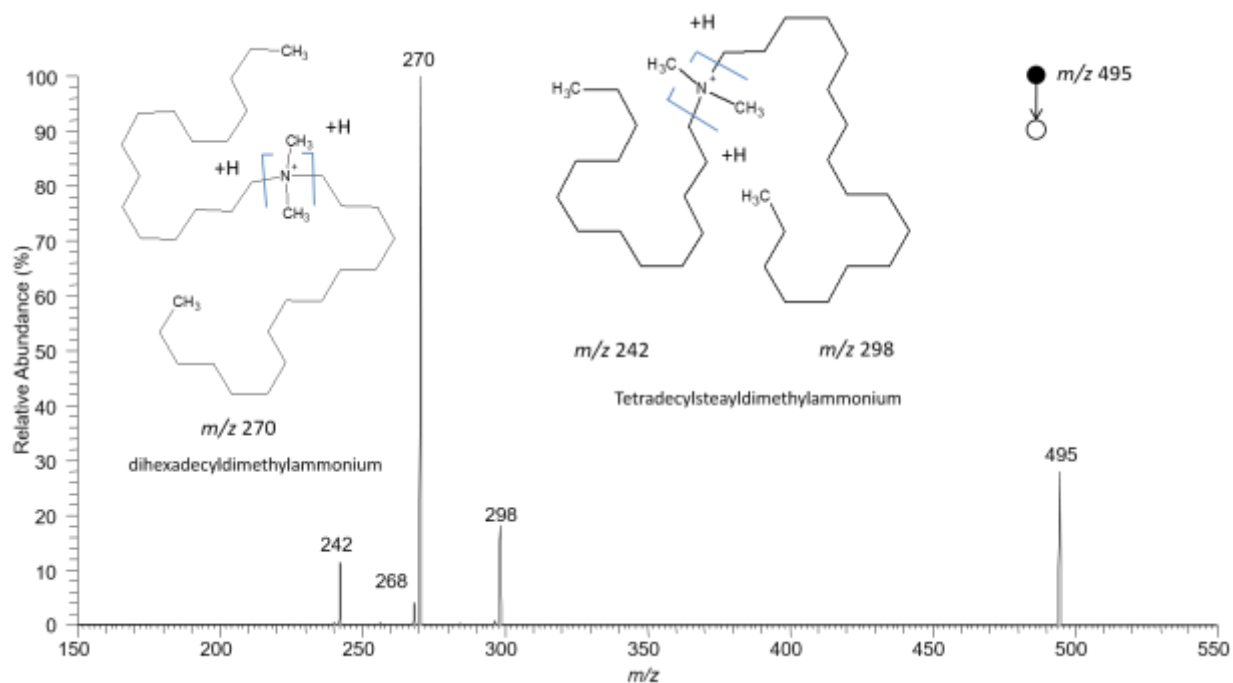 CH₃
+H
+H
CH₃
N
+
CH₃
CH₃
m/z 270
dihexadecyldimethylammonium
270
+H
H₃C
N
+
CH₃
H₃C
+H
H₃C
m/z 242
m/z 298
Tetradecylsteayldimethylammonium
m/z 495
242
268
298
495
Relative Abundance (%)
100
90
80
70
60
50
40
30
20
10
0
150 200 250 300 350 400 450 500 550
m/z